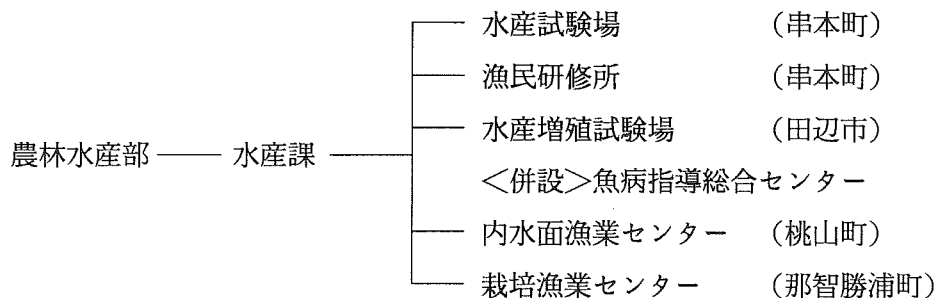 水産試験場 (串本町)
漁民研修所 (串本町)
農林水産部 水産課 水産増殖試験場 (田辺市)
<併設>魚病指導総合センター
内水面漁業センター (桃山町)
栽培漁業センター (那智勝浦町)